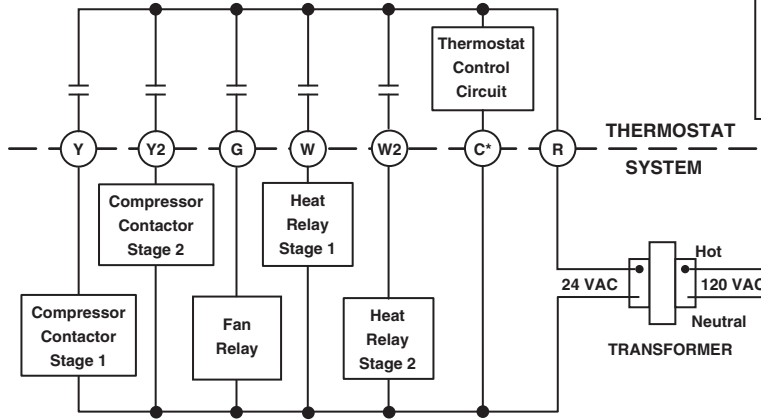 Thermostat
Control
Circuit
Y
Y2
G
W
W2
C*
R
THERMOSTAT
SYSTEM
Compressor
Contactor
Stage 2
Heat
Relay
Stage 1
Compressor
Contactor
Stage 1
Fan
Relay
Heat
Relay
Stage 2
Hot
24 VAC
120 VAC
Neutral
TRANSFORMER